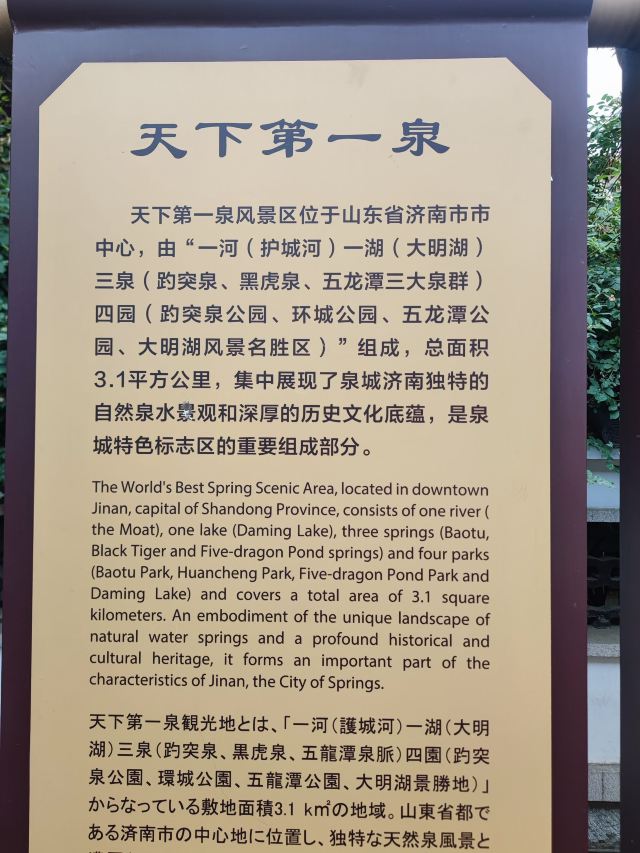 天下第一泉
天下第一泉风景区位于山东省济南市市
中心，由“一河（护城河）一湖（大明湖）
三泉（趵突泉、黑虎泉、五龙潭三大泉群）
四园（趵突泉公园、环城公园、五龙潭公
园、大明湖风景名胜区）”组成，总面积
3.1平方公里，集中展现了泉城济南独特的
自然泉水景观和深厚的历史文化底蕴，是泉
城特色标志区的重要组成部分。
The World's Best Spring Scenic Area, located in downtown
Jinan, capital of Shandong Province, consists of one river (
the Moat), one lake (Daming Lake), three springs (Baotu,
Black Tiger and Five-dragon Pond springs) and four parks
(Baotu Park, Huancheng Park, Five-dragon Pond Park and
Daming Lake) and covers a total area of 3.1 square
kilometers. An embodiment of the unique landscape of
natural water springs and a profound historical and
cultural heritage, it forms an important part of the
characteristics of Jinan, the City of Springs.
天下第一泉観光地とは、「一河（護城河）一湖（大明
湖）三泉（趵突泉、黒虎泉、五龍潭泉脈）四園（趵突
泉公園、環城公園、五龍潭公園、大明湖景勝地）」
からなっている敷地面積3.1 k㎡の地域。山東省都で
ある済南市の中心地に位置し、独特な天然泉風景と